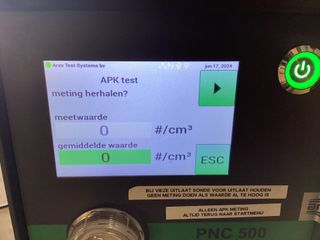 Arex Test Systems bv
jun 17, 2024
APK test
meting herhalen?
meetwaarde
0 #/cm³
gemiddelde waarde
0 #/cm³
ESC
BIJ VIEZE UITLAAT SONDE VOOR UITLAAT HOUDEN
GEEN METING DOEN ALS WAARDE AL TE HOOG IS
ALLEEN APK METING
ALTIJD TERUG NAAR STARTMENU
PNC 500